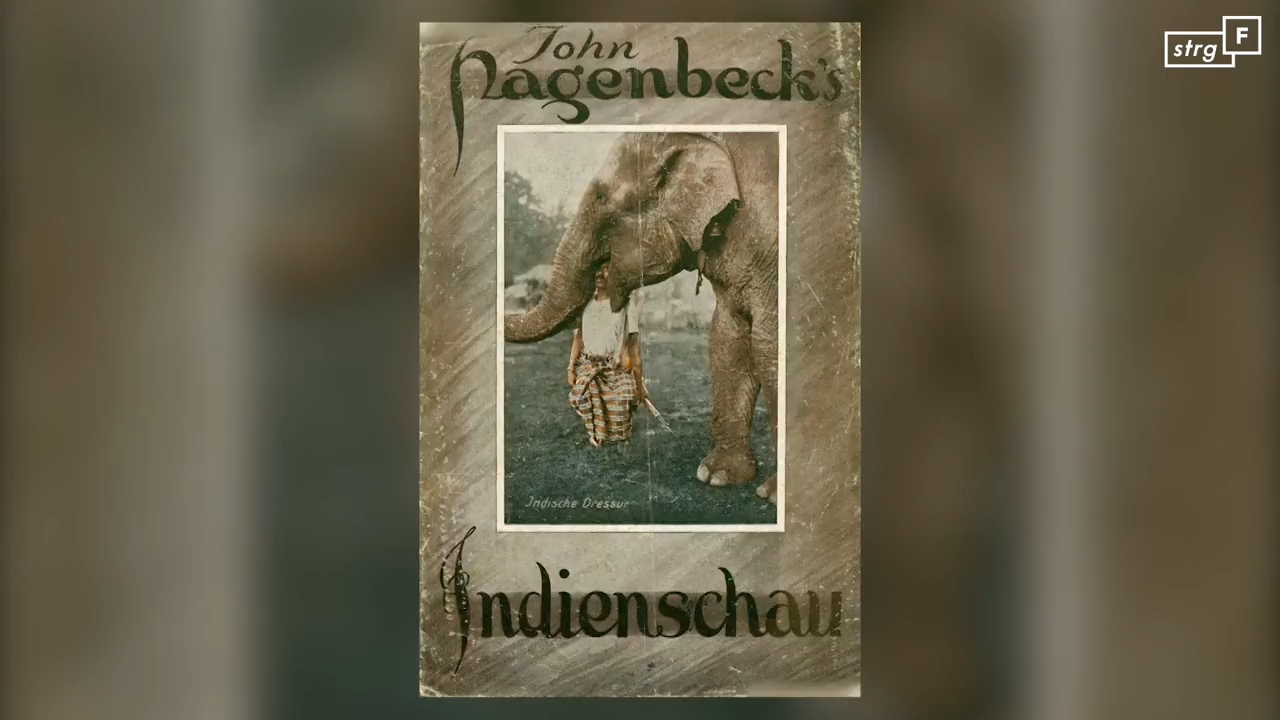 strg F
John
Hagenbeck's
Indische Dressur
Indienschau